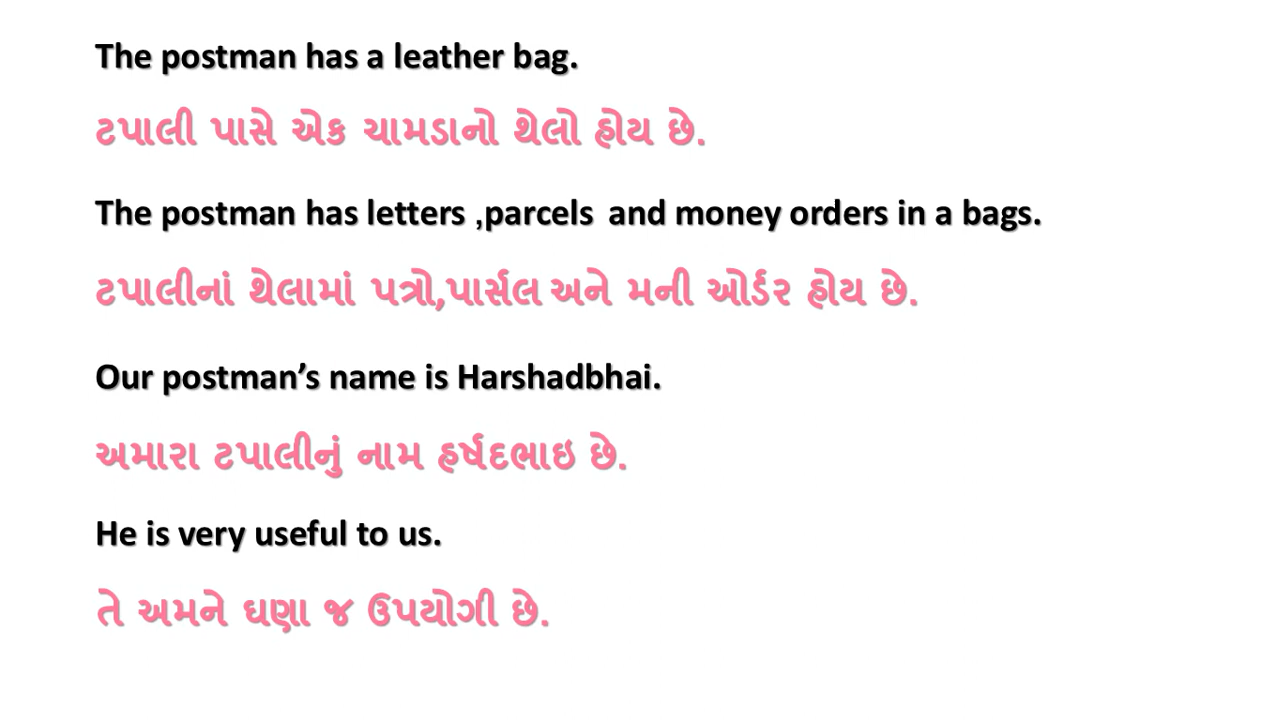 The postman has a leather bag.
ટપાલી પાસે એક ચામડાનો થેલો હોય છે.
The postman has letters ,parcels and money orders in a bags.
ટપાલીનાં થેલામાં પત્રો,પાર્સલ અને મની ઓર્ડર હોય છે.
Our postman’s name is Harshadbhai.
અમારા ટપાલીનું નામ હર્ષદભાઇ છે.
He is very useful to us.
તે અમને ઘણા જ ઉપયોગી છે.